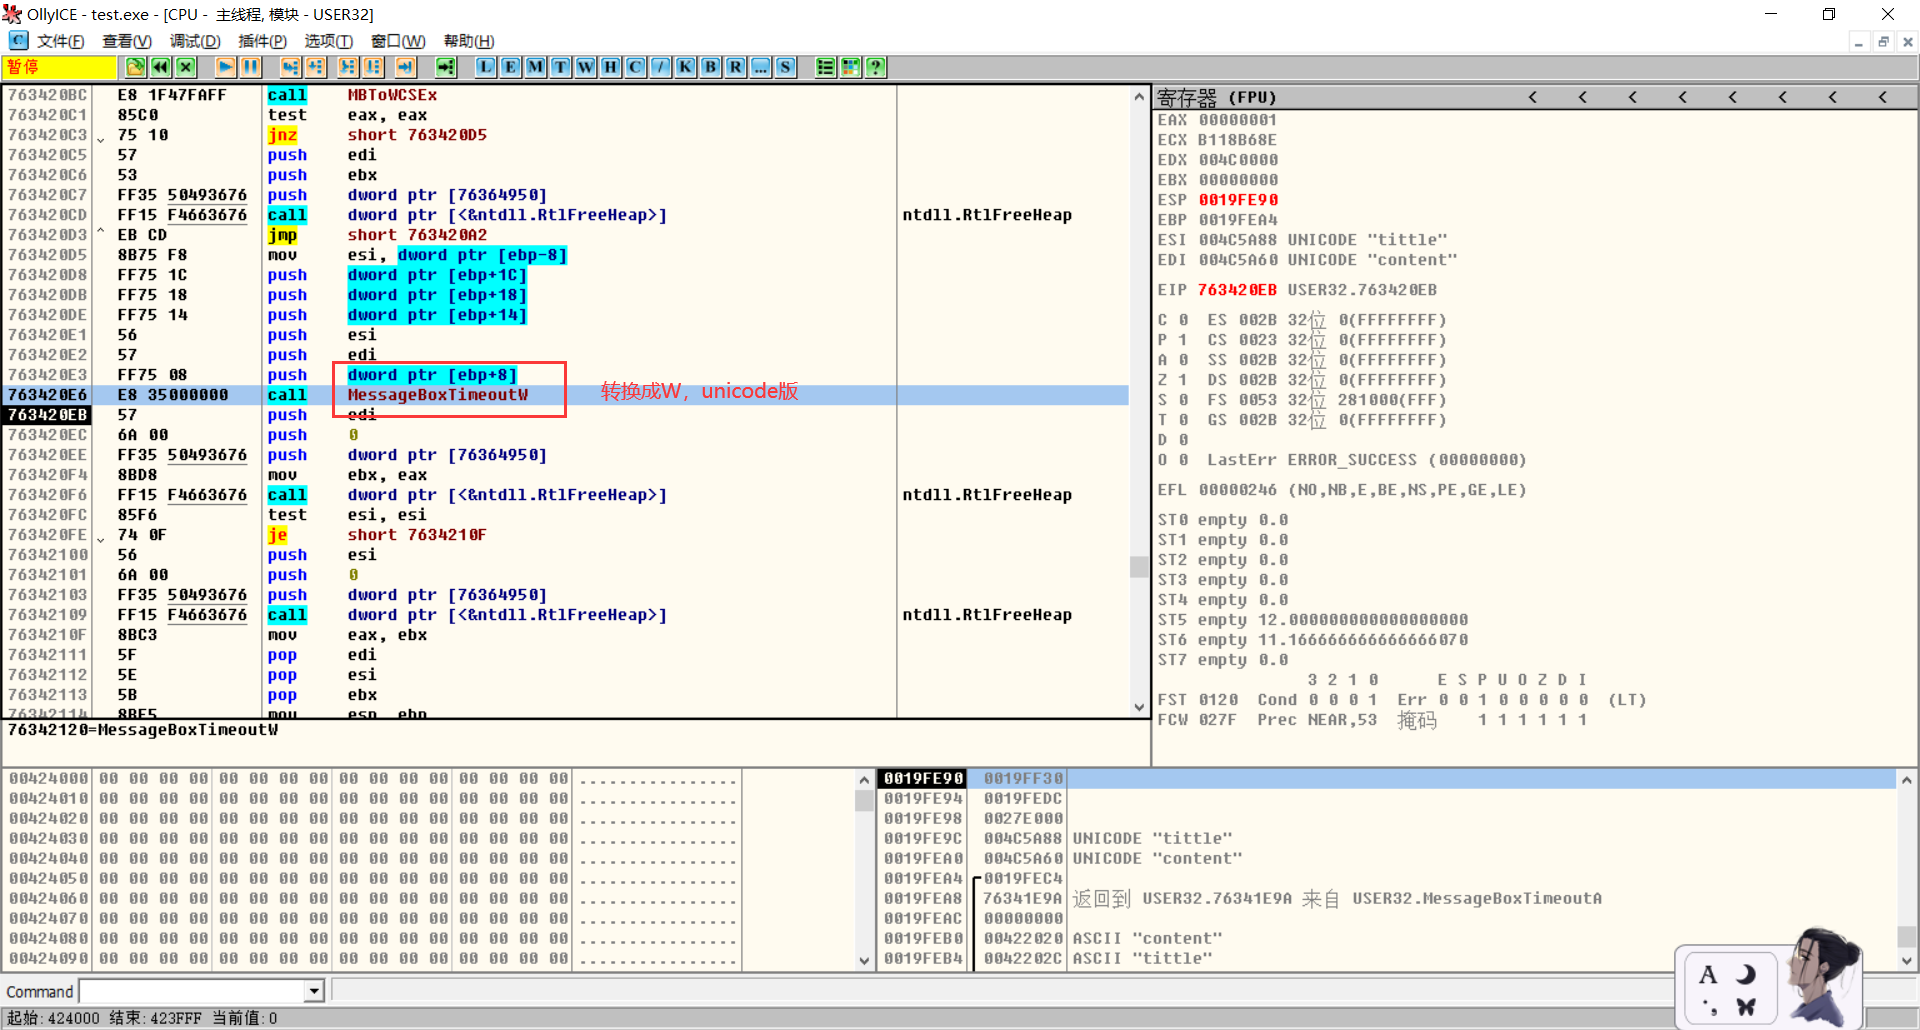 OllyICE - test.exe - [CPU - 主线程, 模块 - USER32]
C 文件(F) 查看(V) 调试(D) 插件(P) 选项(T) 窗口(W) 帮助(H)
暂停 L E M T W H C / K B R ... S ?
763420BC E8 1F47FAFF call MBToWCSEx
763420C1 85C0 test eax, eax
763420C3 75 10 jnz short 763420D5
763420C5 57 push edi
763420C6 53 push ebx
763420C7 FF35 50493676 push dword ptr [76364950]
763420CD FF15 F4663676 call dword ptr [<&ntdll.RtlFreeHeap>] ntdll.RtlFreeHeap
763420D3 ^ EB CD jmp short 763420A2
763420D5 8B75 F8 mov esi, dword ptr [ebp-8]
763420D8 FF75 1C push dword ptr [ebp+1C]
763420DB FF75 18 push dword ptr [ebp+18]
763420DE FF75 14 push dword ptr [ebp+14]
763420E1 56 push esi
763420E2 57 push edi
763420E3 FF75 08 push dword ptr [ebp+8]
763420E6 E8 35000000 call MessageBoxTimeoutW 转换成W，unicode版
763420EB 57 push edi
763420EC 6A 00 push 0
763420EE FF35 50493676 push dword ptr [76364950]
763420F4 8BD8 mov ebx, eax
763420F6 FF15 F4663676 call dword ptr [<&ntdll.RtlFreeHeap>] ntdll.RtlFreeHeap
763420FC 85F6 test esi, esi
763420FE 74 0F je short 7634210F
76342100 56 push esi
76342101 6A 00 push 0
76342103 FF35 50493676 push dword ptr [76364950]
76342109 FF15 F4663676 call dword ptr [<&ntdll.RtlFreeHeap>] ntdll.RtlFreeHeap
7634210F 8BC3 mov eax, ebx
76342111 5F pop edi
76342112 5E pop esi
76342113 5B pop ebx
76342114 8BE5 mov esp, ebp
76342120=MessageBoxTimeoutW
寄存器 (FPU) < < < < < < < <
EAX 00000001
ECX B118B68E
EDX 004C0000
EBX 00000000
ESP 0019FE90
EBP 0019FEA4
ESI 004C5A88 UNICODE "tittle"
EDI 004C5A60 UNICODE "content"
EIP 763420EB USER32.763420EB
C 0 ES 002B 32位 0(FFFFFFFF)
P 1 CS 0023 32位 0(FFFFFFFF)
A 0 SS 002B 32位 0(FFFFFFFF)
Z 1 DS 002B 32位 0(FFFFFFFF)
S 0 FS 0053 32位 281000(FFF)
T 0 GS 002B 32位 0(FFFFFFFF)
D 0
O 0 LastErr ERROR_SUCCESS (00000000)
EFL 00000246 (NO,NB,E,BE,NS,PE,GE,LE)
ST0 empty 0.0
ST1 empty 0.0
ST2 empty 0.0
ST3 empty 0.0
ST4 empty 0.0
ST5 empty 12.000000000000000000
ST6 empty 11.166666666666666070
ST7 empty 0.0
3 2 1 0 E S P U O Z D I
FST 0120 Cond 0 0 0 1 Err 0 0 1 0 0 0 0 0 (LT)
FCW 027F Prec NEAR,53 掩码 1 1 1 1 1 1
00424000 00 00 00 00 00 00 00 00 00 00 00 00 00 00 00 00 ................
00424010 00 00 00 00 00 00 00 00 00 00 00 00 00 00 00 00 ................
00424020 00 00 00 00 00 00 00 00 00 00 00 00 00 00 00 00 ................
00424030 00 00 00 00 00 00 00 00 00 00 00 00 00 00 00 00 ................
00424040 00 00 00 00 00 00 00 00 00 00 00 00 00 00 00 00 ................
00424050 00 00 00 00 00 00 00 00 00 00 00 00 00 00 00 00 ................
00424060 00 00 00 00 00 00 00 00 00 00 00 00 00 00 00 00 ................
00424070 00 00 00 00 00 00 00 00 00 00 00 00 00 00 00 00 ................
00424080 00 00 00 00 00 00 00 00 00 00 00 00 00 00 00 00 ................
00424090 00 00 00 00 00 00 00 00 00 00 00 00 00 00 00 00 ................
0019FE90 0019FF30
0019FE94 0019FEDC
0019FE98 0027E000
0019FE9C 004C5A88 UNICODE "tittle"
0019FEA0 004C5A60 UNICODE "content"
0019FEA4 0019FEC4
0019FEA8 76341E9A 返回到 USER32.76341E9A 来自 USER32.MessageBoxTimeoutA
0019FEAC 00000000
0019FEB0 00422020 ASCII "content"
0019FEB4 0042202C ASCII "tittle"
Command
起始:424000 结束:423FFF 当前值:0
A